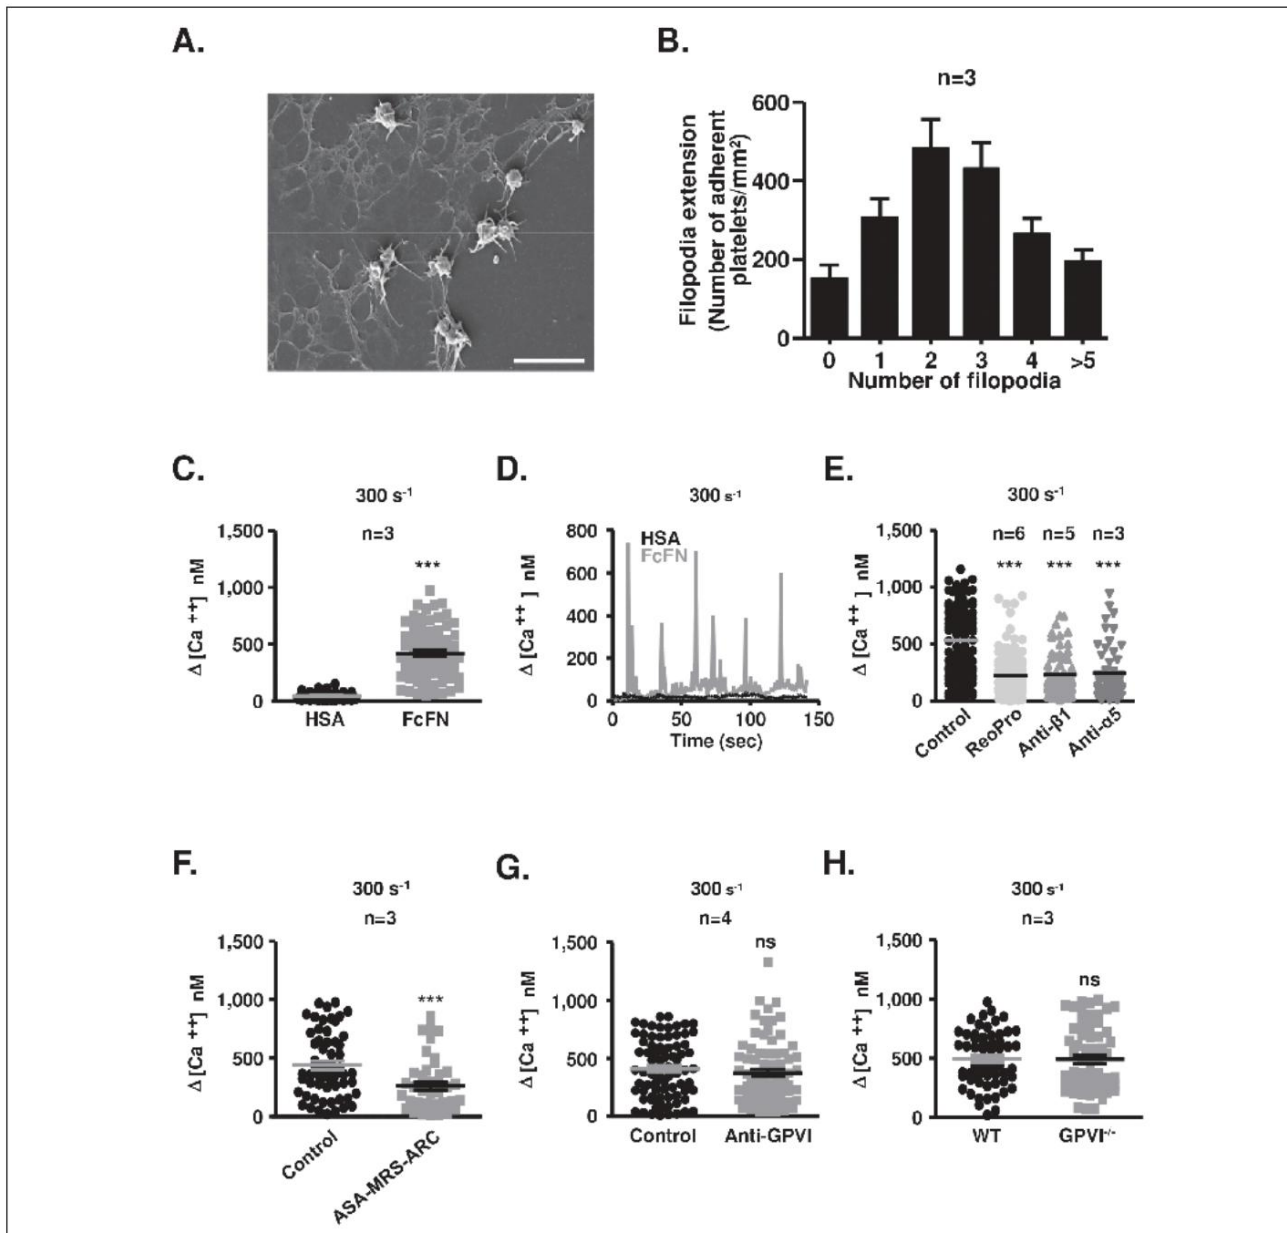 A.
B.
n=3
Filopodia extension
(Number of adherent
platelets/mm²)
600
400
200
0
0 1 2 3 4 >5
Number of filopodia
C.
300 s⁻¹
n=3
***
Δ [Ca ⁺⁺] nM
1,500
1,000
500
0
HSA FcFN
D.
300 s⁻¹
HSA
FcFN
Δ [Ca ⁺⁺] nM
800
600
400
200
0
0 50 100 150
Time (sec)
E.
300 s⁻¹
n=6 n=5 n=3
*** *** ***
Δ [Ca ⁺⁺] nM
1,500
1,000
500
0
Control ReoPro Anti-β1 Anti-α5
F.
300 s⁻¹
n=3
***
Δ [Ca ⁺⁺] nM
1,500
1,000
500
0
Control ASA-MRS-ARC
G.
300 s⁻¹
n=4
ns
Δ [Ca ⁺⁺] nM
1,500
1,000
500
0
Control Anti-GPVI
H.
300 s⁻¹
n=3
ns
Δ [Ca ⁺⁺] nM
1,500
1,000
500
0
WT GPVI⁻/⁻